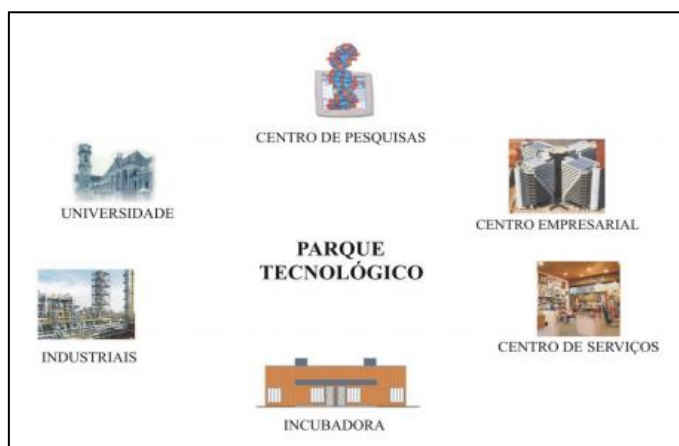 CENTRO DE PESQUISAS
UNIVERSIDADE
CENTRO EMPRESARIAL
PARQUE
TECNOLÓGICO
INDUSTRIAIS
CENTRO DE SERVIÇOS
INCUBADORA